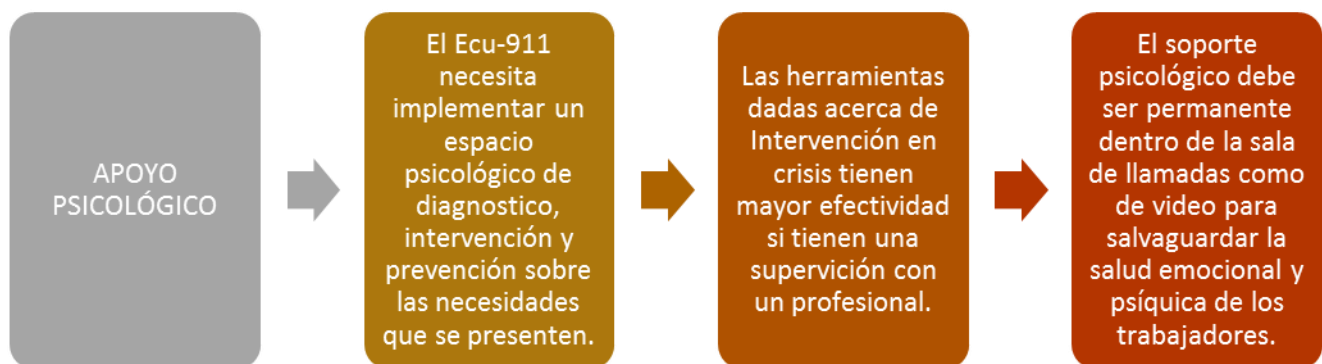 APOYO
PSICOLÓGICO
El Ecu-911
necesita
implementar un
espacio
psicológico de
diagnostico,
intervención y
prevención sobre
las necesidades
que se presenten.
Las herramientas
dadas acerca de
Intervención en
crisis tienen
mayor efectividad
si tienen una
supervición con
un profesional.
El soporte
psicológico debe
ser permanente
dentro de la sala
de llamadas como
de video para
salvaguardar la
salud emocional y
psíquica de los
trabajadores.